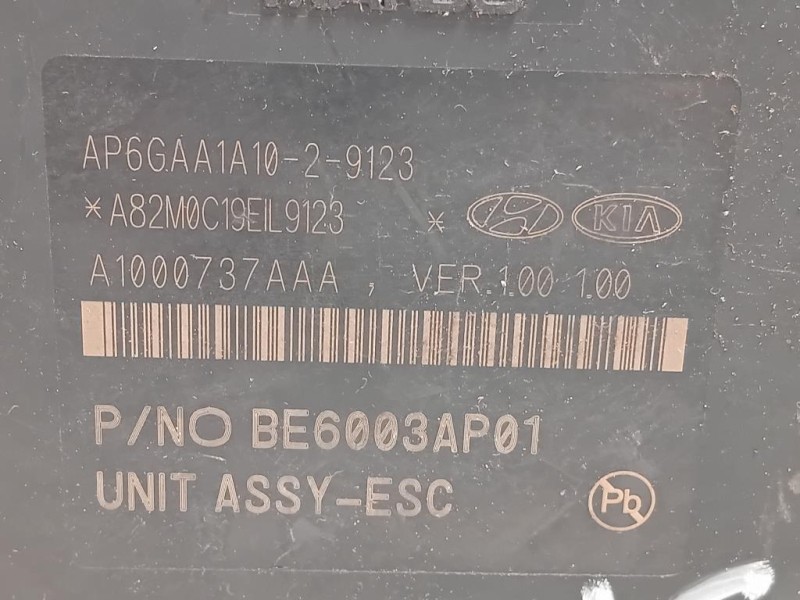 AP6GAA1A10-2-9123
*A82M0C19EIL9123 *
KIA
A1000737AAA , VER.1.00 1.00
P/NO BE6003AP01
UNIT ASSY-ESC
Pb